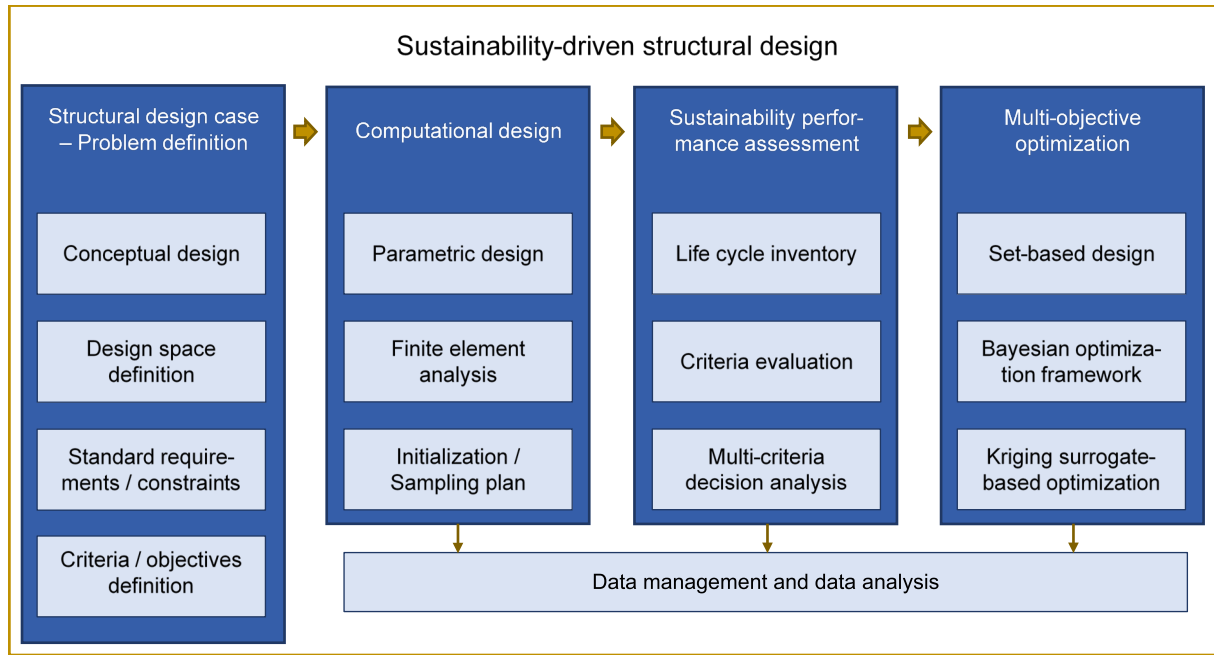 Sustainability-driven structural design
Structural design case
– Problem definition
Conceptual design
Design space
definition
Standard require-
ments / constraints
Criteria / objectives
definition
Computational design
Parametric design
Finite element
analysis
Initialization /
Sampling plan
Sustainability perfor-
mance assessment
Life cycle inventory
Criteria evaluation
Multi-criteria
decision analysis
Multi-objective
optimization
Set-based design
Bayesian optimiza-
tion framework
Kriging surrogate-
based optimization
Data management and data analysis